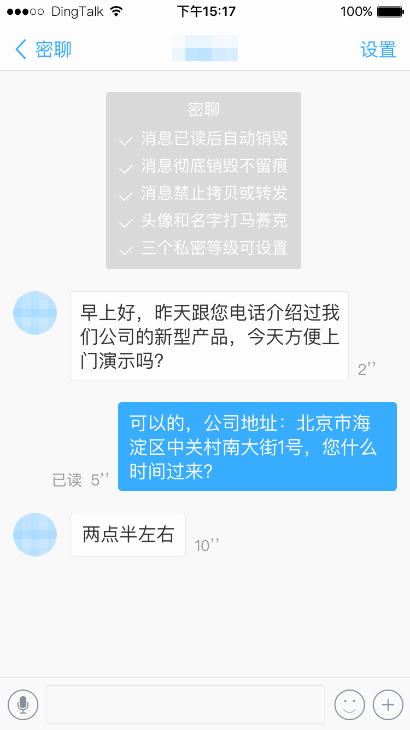 DingTalk 下午15:17 100%
密聊 设置
密聊
消息已读后自动销毁
消息彻底销毁不留痕
消息禁止拷贝或转发
头像和名字打马赛克
三个私密等级可设置
早上好，昨天跟您电话介绍过我
们公司的新型产品，今天方便上
门演示吗？
2’’
可以的，公司地址：北京市海
淀区中关村南大街1号，您什么
时间过来？
已读 5’’
两点半左右
10’’